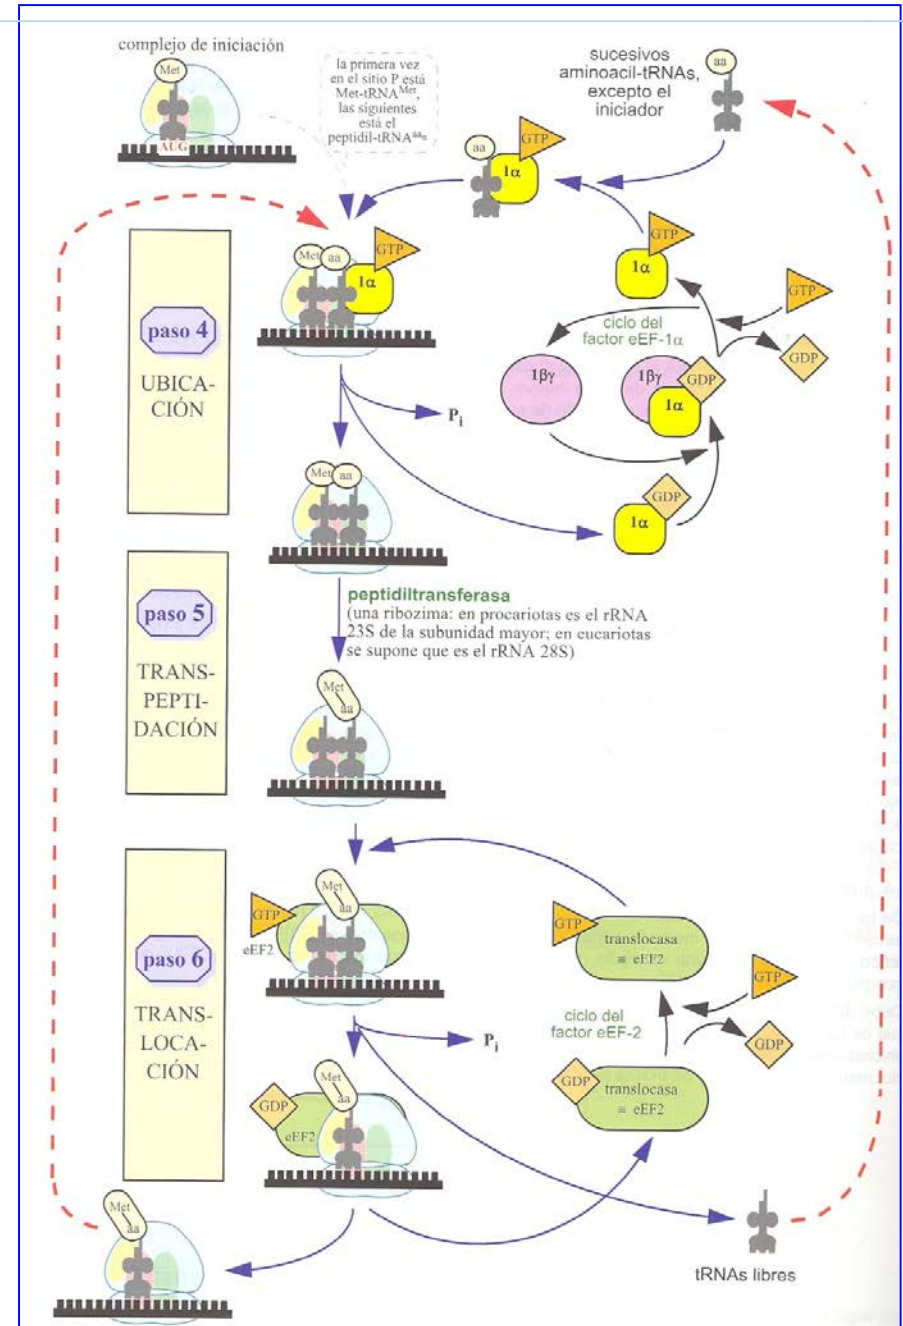 complejo de iniciación
Met
AUG
la primera vez
en el sitio P está
Met-tRNAMet,
las siguientes
está el
peptidil-tRNAaan
sucesivos
aminoacil-tRNAs,
excepto el
iniciador
aa
aa
1α
GTP
Met
aa
1α
GTP
1α
GTP
GTP
GDP
ciclo del
factor eEF-1α
1βγ
1βγ
GDP
1α
paso 4
UBICA-
CIÓN
Pi
Met
aa
GDP
1α
paso 5
TRANS-
PEPTI-
DACIÓN
peptidiltransferasa
(una ribozima: en procariotas es el rRNA
23S de la subunidad mayor; en eucariotas
se supone que es el rRNA 28S)
Met
aa
paso 6
TRANS-
LOCA-
CIÓN
GTP
eEF2
Met
aa
GTP
translocasa
≡ eEF2
ciclo del
factor eEF-2
GTP
GDP
Pi
GDP
eEF2
Met
aa
GDP
translocasa
≡ eEF2
Met
aa
tRNAs libres